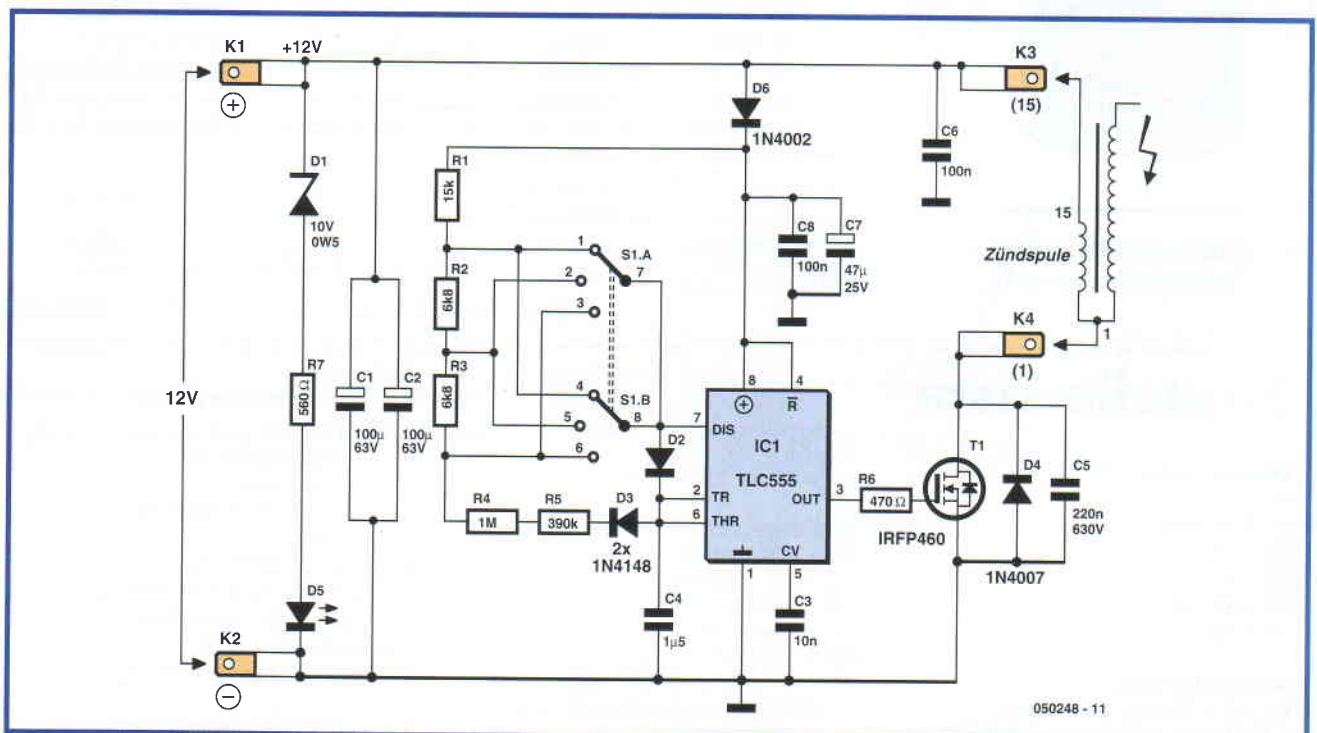 K1
+12V
+
D1
10V
0W5
R7
560Ω
12V
C1
100μ
63V
C2
100μ
63V
D5
K2
−
R1
15k
R2
6k8
R3
6k8
1
2
3
S1.A
7
4
5
6
S1.B
8
R4
1M
R5
390k
D3
2x
1N4148
D2
C4
1μ5
D6
1N4002
C8
100n
C7
47μ
25V
8
4
+
R
7
DIS
IC1
TLC555
2
TR
6
THR
OUT
3
CV
1
5
C3
10n
R6
470Ω
T1
IRFP460
D4
1N4007
C5
220n
630V
C6
100n
K3
(15)
15
Zündspule
K4
(1)
1
050248 - 11